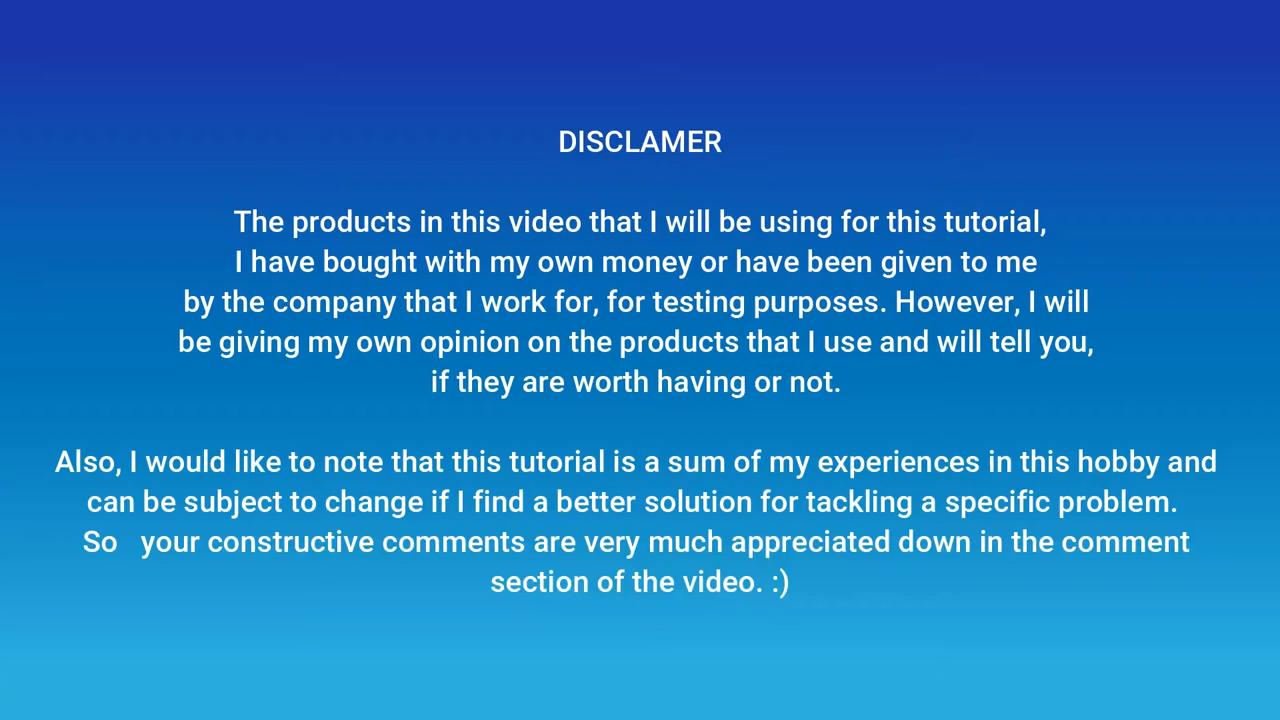 DISCLAMER
The products in this video that I will be using for this tutorial,
I have bought with my own money or have been given to me
by the company that I work for, for testing purposes. However, I will
be giving my own opinion on the products that I use and will tell you,
if they are worth having or not.
Also, I would like to note that this tutorial is a sum of my experiences in this hobby and
can be subject to change if I find a better solution for tackling a specific problem.
So   your constructive comments are very much appreciated down in the comment
section of the video. :)